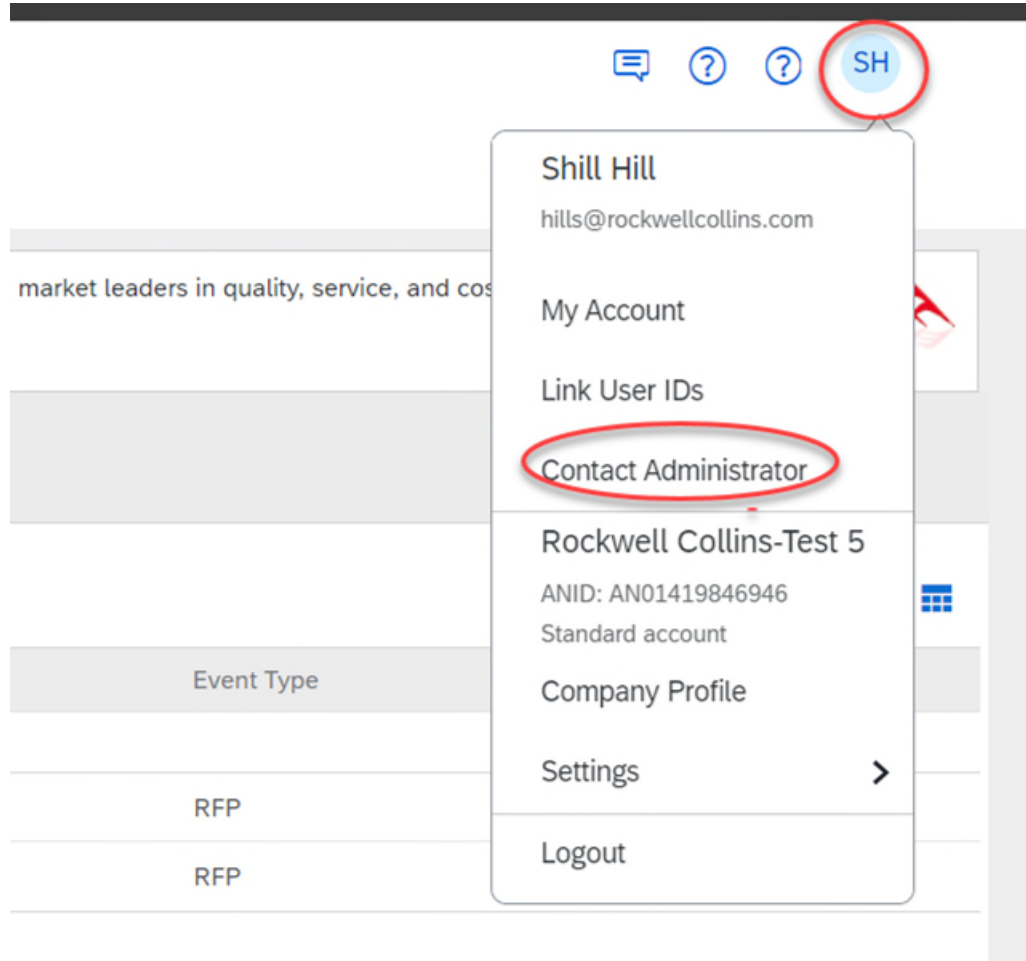 SH
Shill Hill
hills@rockwellcollins.com
market leaders in quality, service, and cos
My Account
Link User IDs
Contact Administrator
Rockwell Collins-Test 5
ANID: AN01419846946
Standard account
Event Type
Company Profile
Settings
RFP
Logout
RFP